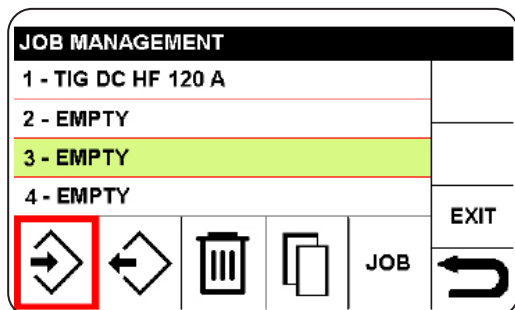 JOB MANAGEMENT
1 - TIG DC HF 120 A
2 - EMPTY
3 - EMPTY
4 - EMPTY
EXIT
JOB